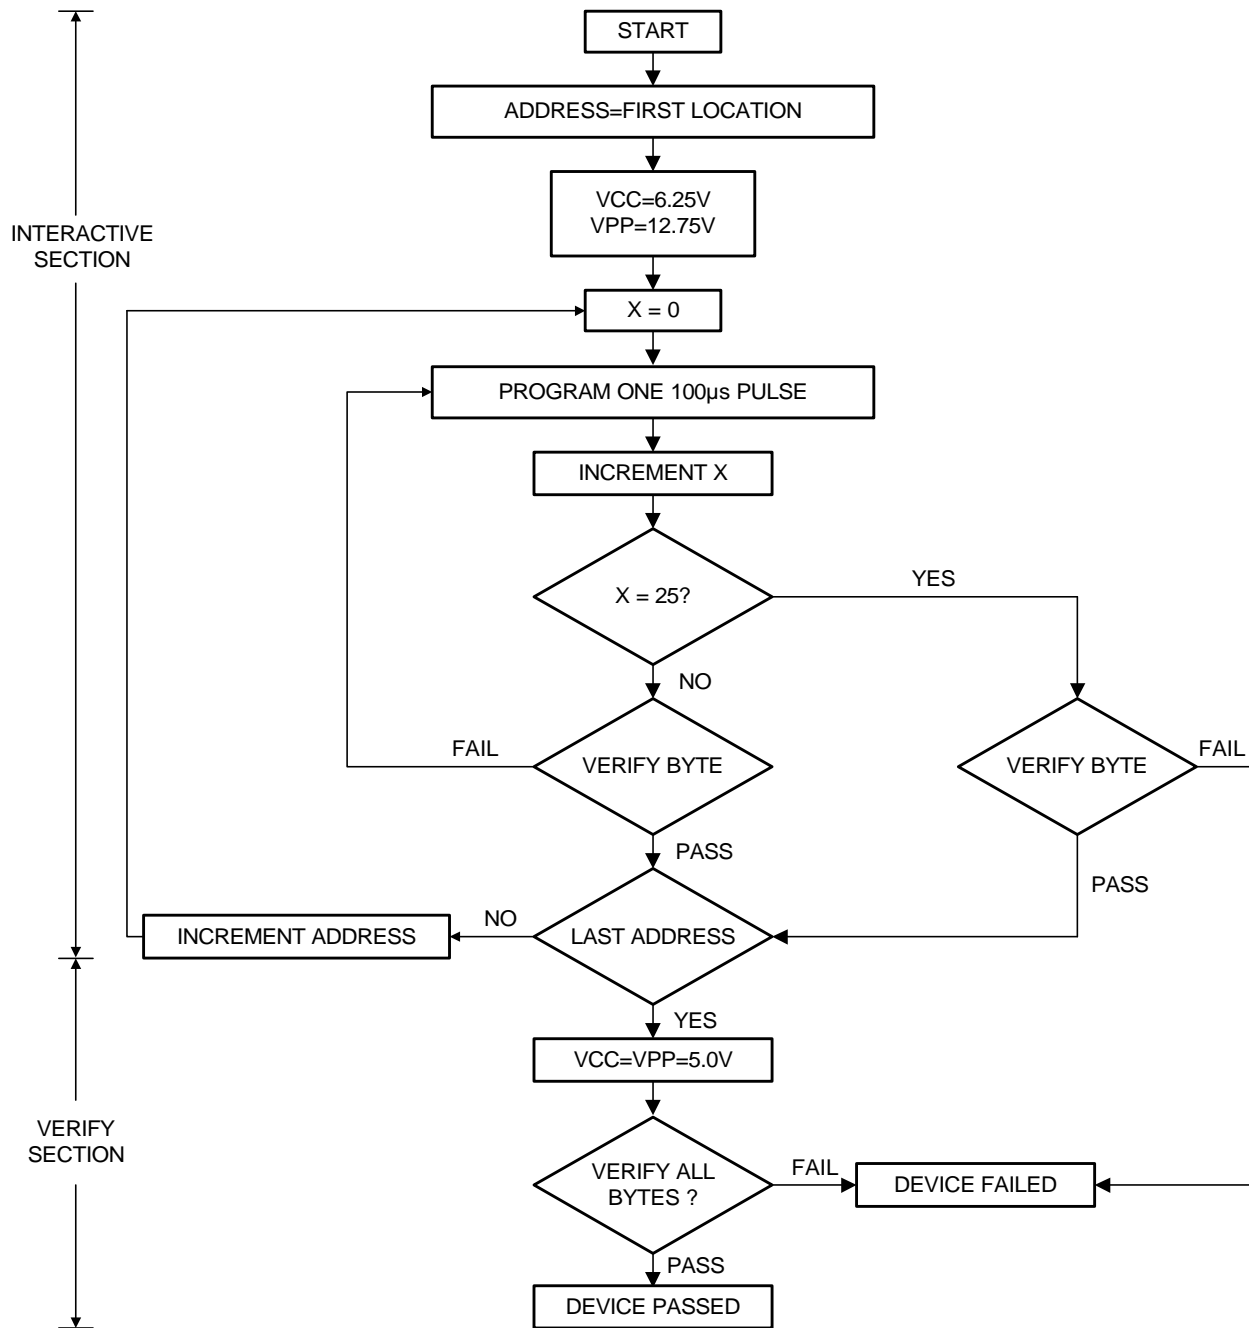 START
ADDRESS=FIRST LOCATION
VCC=6.25V
VPP=12.75V
INTERACTIVE
SECTION
X = 0
PROGRAM ONE 100µs PULSE
INCREMENT X
X = 25?
YES
NO
FAIL
VERIFY BYTE
VERIFY BYTE
FAIL
PASS
PASS
INCREMENT ADDRESS
NO
LAST ADDRESS
YES
VCC=VPP=5.0V
VERIFY
SECTION
VERIFY ALL
BYTES ?
FAIL
DEVICE FAILED
PASS
DEVICE PASSED